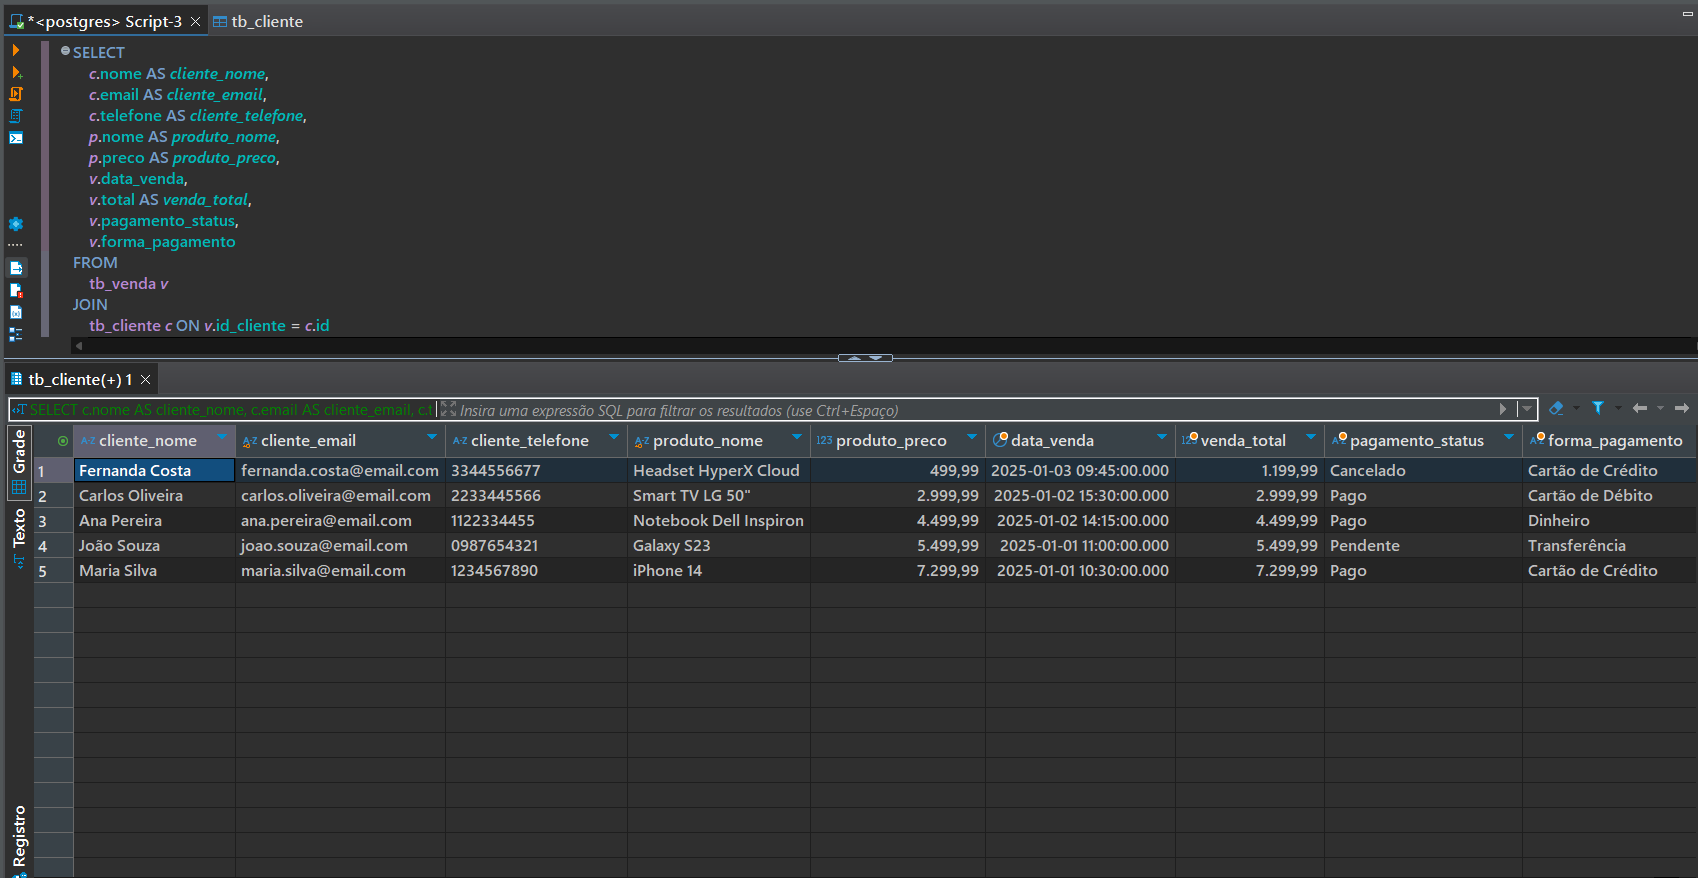 *<postgres> Script-3
tb_cliente
SELECT
c.nome AS cliente_nome,
c.email AS cliente_email,
c.telefone AS cliente_telefone,
p.nome AS produto_nome,
p.preco AS produto_preco,
v.data_venda,
v.total AS venda_total,
v.pagamento_status,
v.forma_pagamento
FROM
tb_venda v
JOIN
tb_cliente c ON v.id_cliente = c.id
tb_cliente(+) 1
SELECT c.nome AS cliente_nome, c.email AS cliente_email, c.t
Insira uma expressão SQL para filtrar os resultados (use Ctrl+Espaço)
Grade
Texto
Registro
A-Z cliente_nome A-Z cliente_email A-Z cliente_telefone A-Z produto_nome 123 produto_preco data_venda 123 venda_total A-Z pagamento_status A-Z forma_pagamento
1 Fernanda Costa fernanda.costa@email.com 3344556677 Headset HyperX Cloud 499,99 2025-01-03 09:45:00.000 1.199,99 Cancelado Cartão de Crédito
2 Carlos Oliveira carlos.oliveira@email.com 2233445566 Smart TV LG 50" 2.999,99 2025-01-02 15:30:00.000 2.999,99 Pago Cartão de Débito
3 Ana Pereira ana.pereira@email.com 1122334455 Notebook Dell Inspiron 4.499,99 2025-01-02 14:15:00.000 4.499,99 Pago Dinheiro
4 João Souza joao.souza@email.com 0987654321 Galaxy S23 5.499,99 2025-01-01 11:00:00.000 5.499,99 Pendente Transferência
5 Maria Silva maria.silva@email.com 1234567890 iPhone 14 7.299,99 2025-01-01 10:30:00.000 7.299,99 Pago Cartão de Crédito